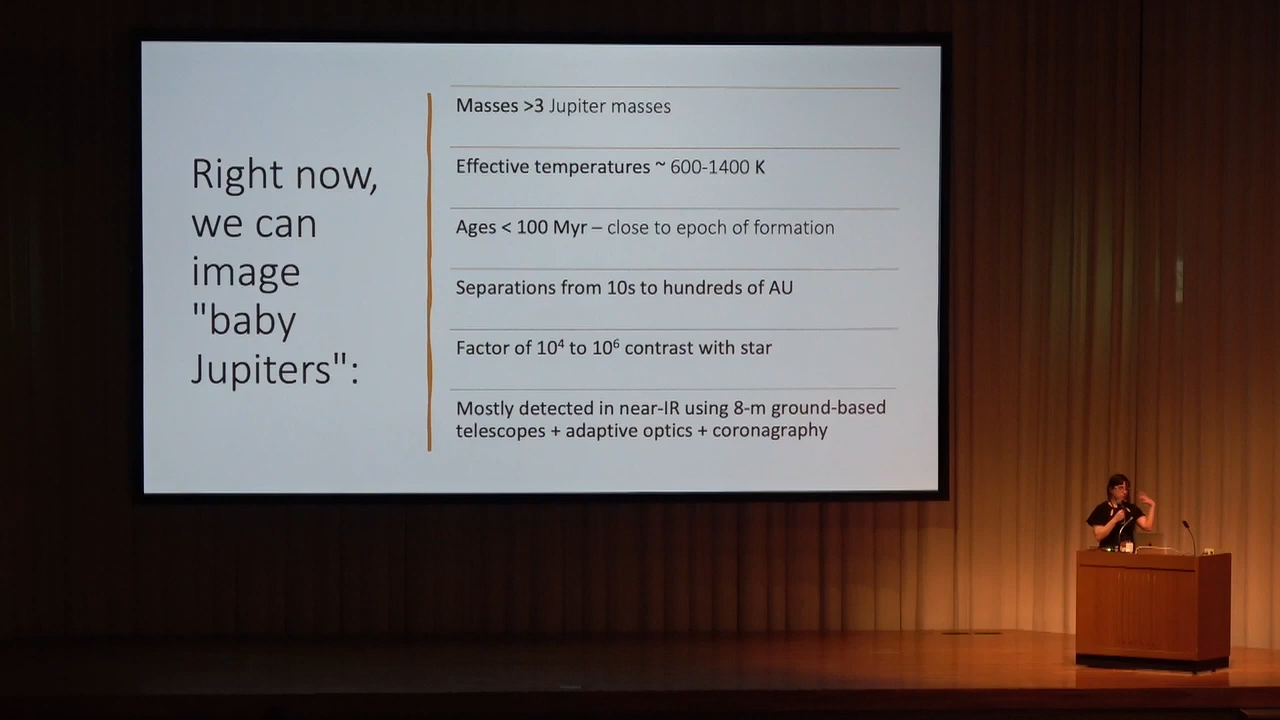 Right now,
we can
image
"baby
Jupiters":
Masses >3 Jupiter masses
Effective temperatures ~ 600-1400 K
Ages < 100 Myr – close to epoch of formation
Separations from 10s to hundreds of AU
Factor of 10⁴ to 10⁶ contrast with star
Mostly detected in near-IR using 8-m ground-based
telescopes + adaptive optics + coronagraphy